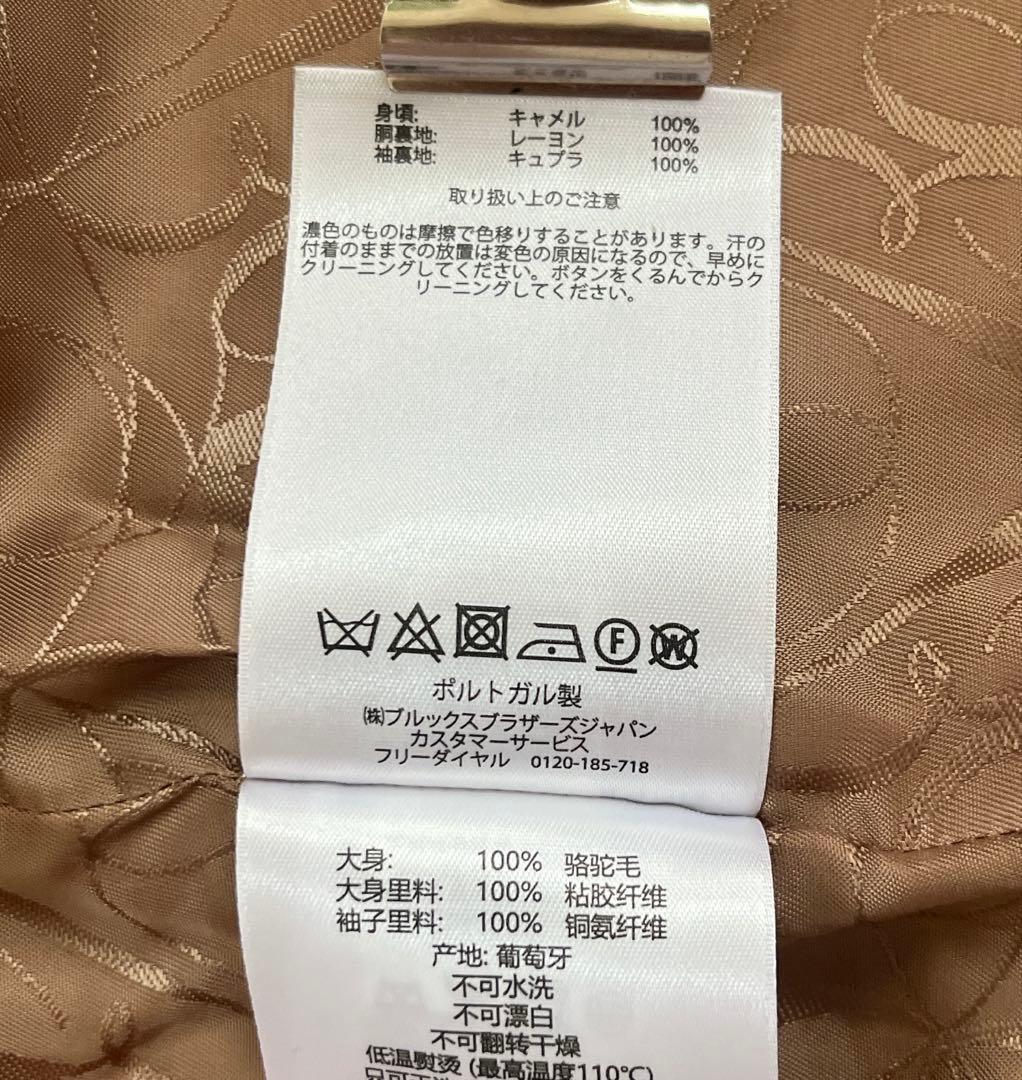 身頃: キャメル 100%
胴裏地: レーヨン 100%
袖裏地: キュプラ 100%
取り扱い上のご注意
濃色のものは摩擦で色移りすることがあります。汗の
付着のままでの放置は変色の原因になるので、早めに
クリーニングしてください。ボタンをくるんでからク
リーニングしてください。
F W
ポルトガル製
㈱ブルックスブラザーズジャパン
カスタマーサービス
フリーダイヤル 0120-185-718
大身: 100% 骆驼毛
大身里料: 100% 粘胶纤维
袖子里料: 100% 铜氨纤维
产地: 葡萄牙
不可水洗
不可漂白
不可翻转干燥
低温熨烫 (最高温度110℃)